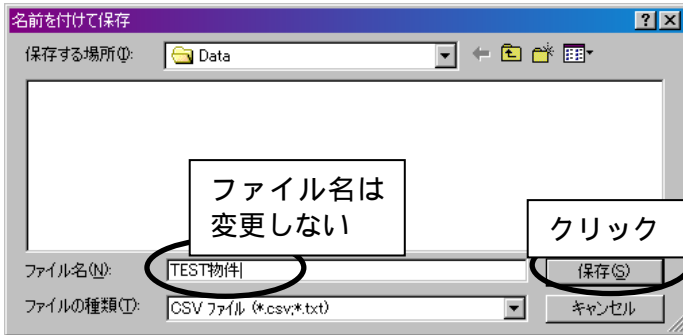 名前を付けて保存
保存する場所(I): Data
ファイル名は
変更しない
クリック
ファイル名(N): TEST物件 保存(S)
ファイルの種類(T): CSV ファイル (*.csv;*.txt) キャンセル